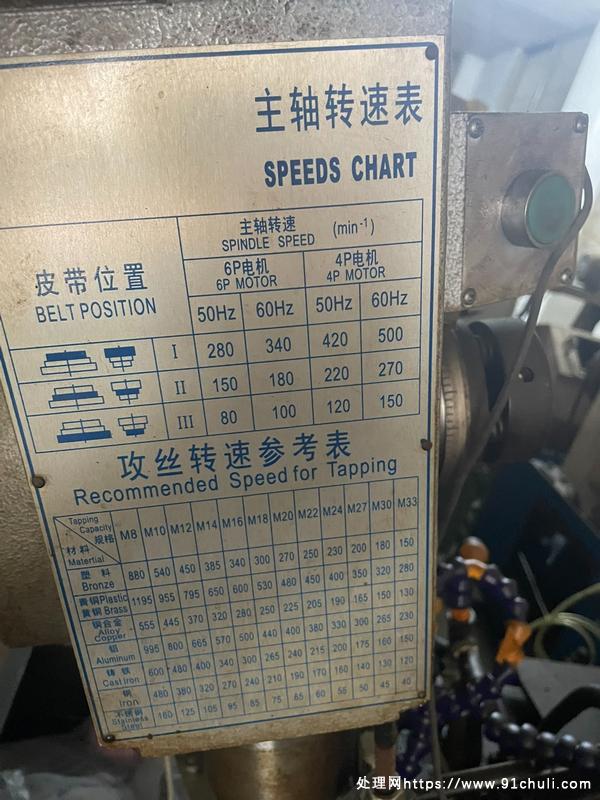 主轴转速表
SPEEDS CHART
皮带位置
BELT POSITION
主轴转速 (min⁻¹)
SPINDLE SPEED
6P电机 4P电机
6P MOTOR 4P MOTOR
50Hz 60Hz 50Hz 60Hz
I 280 340 420 500
II 150 180 220 270
III 80 100 120 150
攻丝转速参考表
Recommended Speed for Tapping
Tapping
Capacity
规格
材料
Matertial
M8 M10 M12 M14 M16 M18 M20 M22 M24 M27 M30 M33
塑料
Bronze
880 540 450 385 340 300 270 250 230 200 180 150
青铜Plastic
黄铜Brass
1195 955 795 650 600 530 480 450 400 350 320 280
铜合金
Alloy
copper
555 445 370 320 280 250 225 205 190 165 150 130
铝
Aluminum
995 800 665 570 500 440 400 380 330 265 230
铸铁
Cast Iron
600 480 400 340 300 265 240 215 200 175 160 150
钢
Iron
480 380 320 270 240 210 190 170 160 140 130 120
不锈钢
Stainless
Steel
160 125 105 95 85 75 65 60 55 50 45 40
处理网https://www.91chuli.com